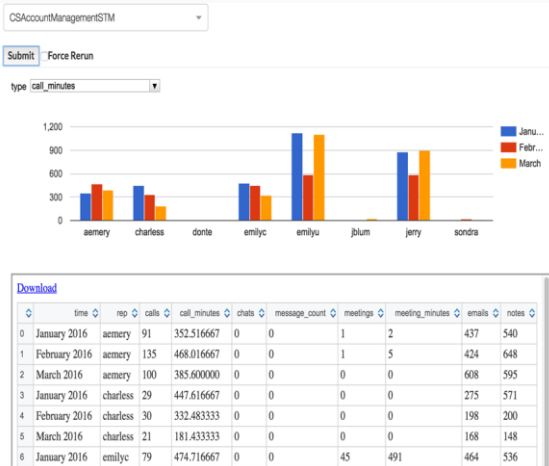 CSAccountManagementSTM
Submit Force Rerun
type call_minutes
1,200
900
600
300
0
Janu...
Febr...
March
aemery charless donte emilyc emilyu jblum jerry sondra
Download
time rep calls call_minutes chats message_count meetings meeting_minutes emails notes
0 January 2016 aemery 91 352.516667 0 0 1 2 437 540
1 February 2016 aemery 135 468.016667 0 0 1 5 424 648
2 March 2016 aemery 100 385.600000 0 0 0 0 608 595
3 January 2016 charless 29 447.616667 0 0 0 0 275 571
4 February 2016 charless 30 332.483333 0 0 0 0 198 200
5 March 2016 charless 21 181.433333 0 0 0 0 168 148
6 January 2016 emilyc 79 474.716667 0 0 45 491 464 536